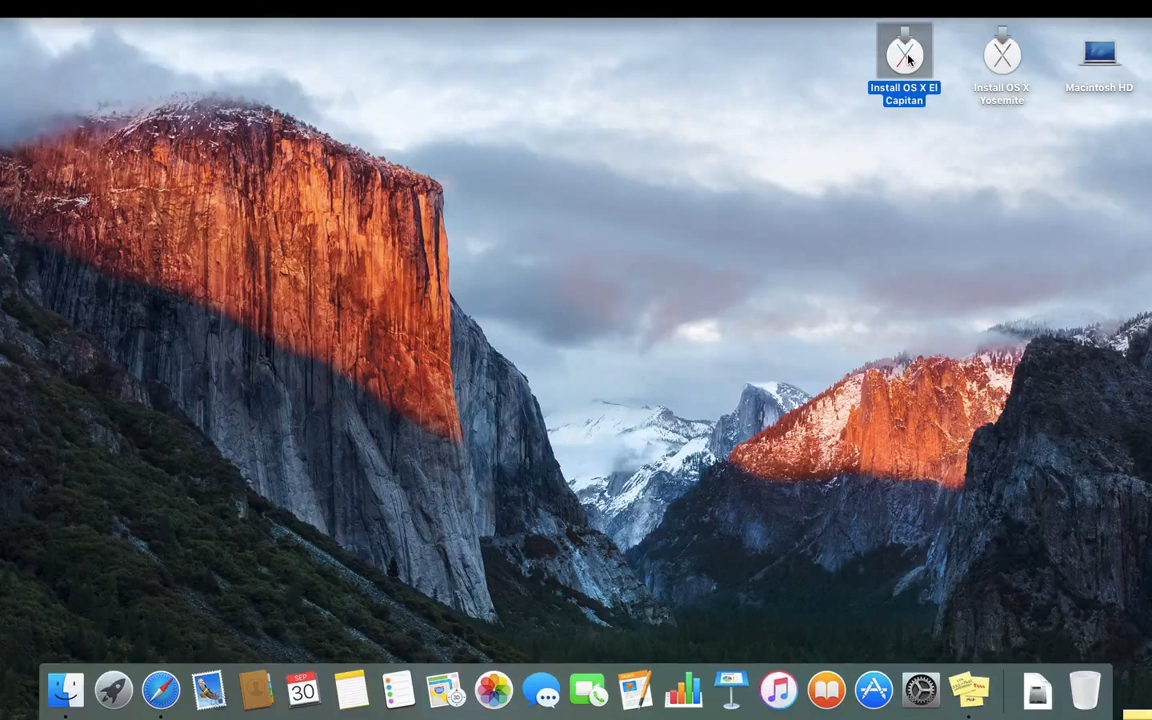 Install OS X El
Capitan
Install OS X
Yosemite
Macintosh HD
SEP
30